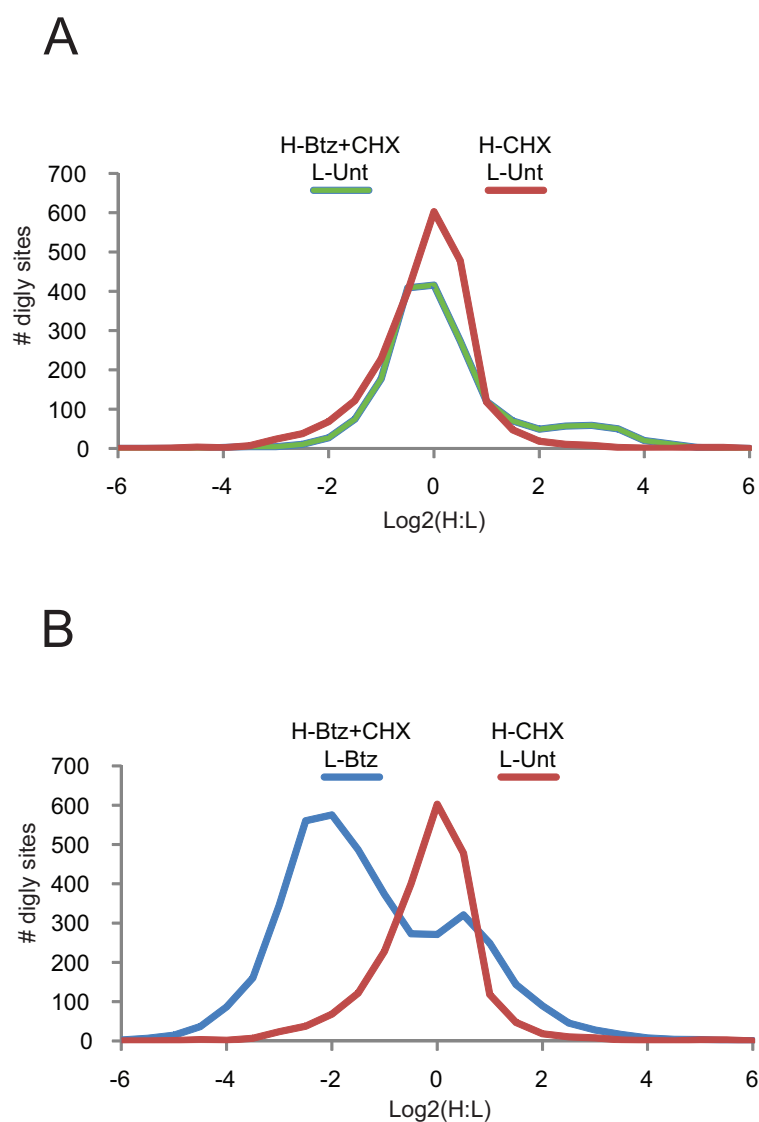 A
H-Btz+CHX
L-Unt
H-CHX
L-Unt
700
600
500
400
300
200
100
0
# digly sites
-6 -4 -2 0 2 4 6
Log2(H:L)
B
H-Btz+CHX
L-Btz
H-CHX
L-Unt
700
600
500
400
300
200
100
0
# digly sites
-6 -4 -2 0 2 4 6
Log2(H:L)